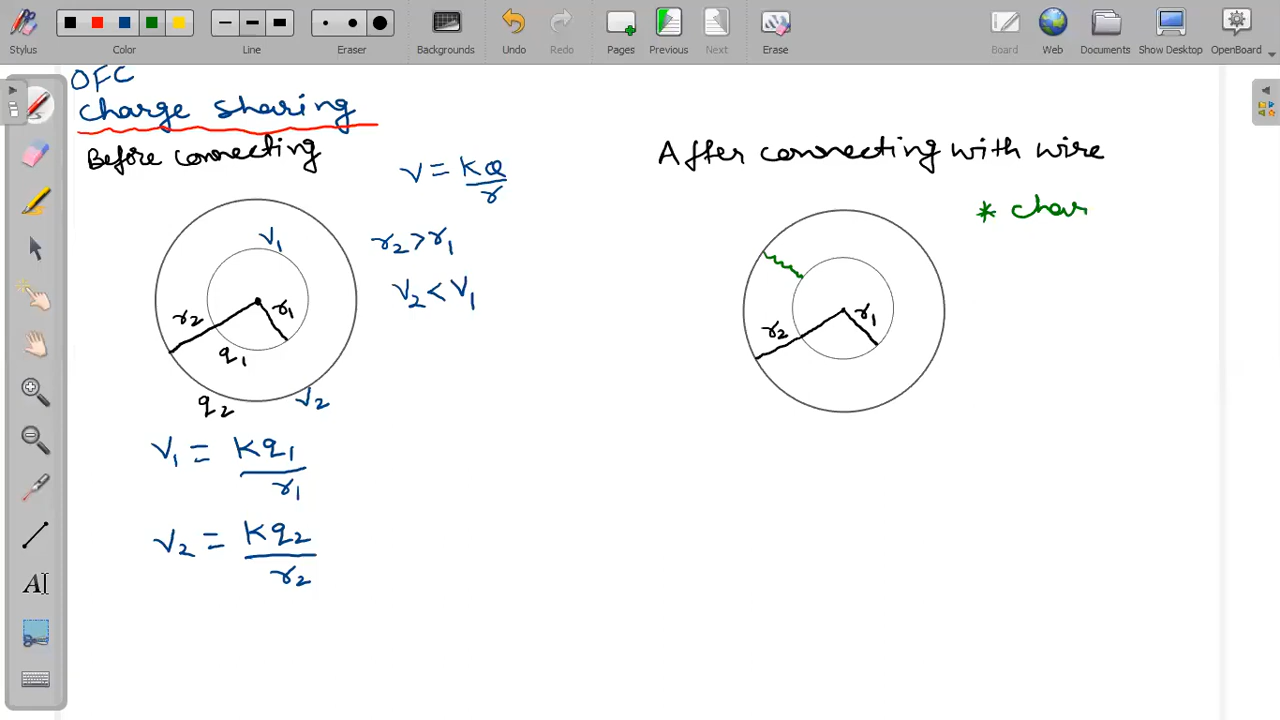 Stylus
Color
Line
Eraser
Backgrounds
Undo
Redo
Pages
Previous
Next
Erase
Board
Web
Documents
Show Desktop
OpenBoard
OFC
Charge sharing
Before connecting
V = KQ/r
r₂ > r₁
V₂ < V₁
V₁
r₂
r₁
q₁
q₂
V₂
V₁ = Kq₁/r₁
V₂ = Kq₂/r₂
After connecting with wire
* char
r₂
r₁
AI